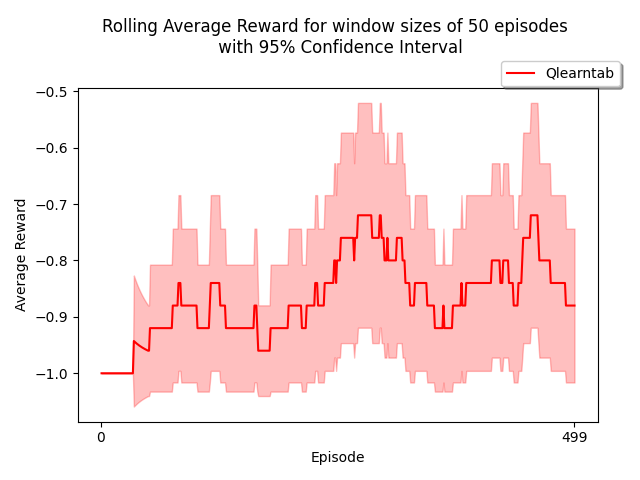 Rolling Average Reward for window sizes of 50 episodes
with 95% Confidence Interval
Qlearntab
−0.5
−0.6
−0.7
−0.8
−0.9
−1.0
Average Reward
0
499
Episode